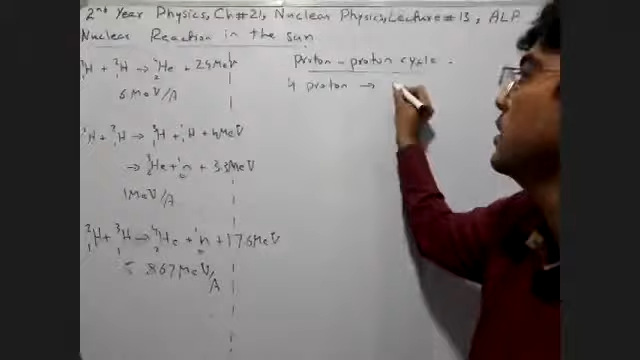 2nd Year Physics, Ch#21, Nuclear Physics, Lecture #13, ALP
Nuclear Reaction in the sun
²₁H + ²₁H → ⁴₂He + 24MeV
6 MeV/A
²₁H + ²₁H → ³₁H + ¹₁H + 4MeV
→ ³₂He + ¹₀n + 3.3MeV
1MeV/A
²₁H + ³₁H → ⁴₂He + ¹₀n + 17.6MeV
867 MeV/A
Proton - proton cycle.
4 proton →